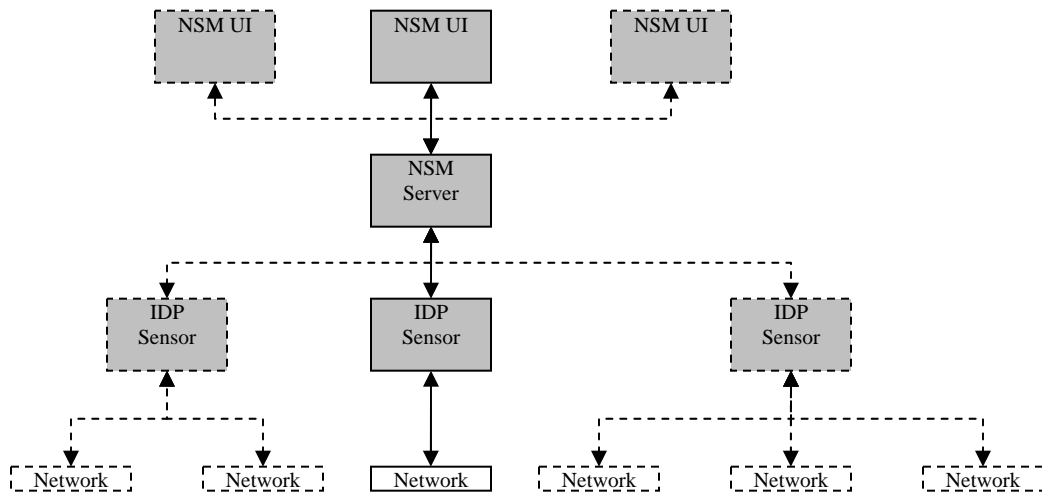 NSM UI
NSM UI
NSM UI
NSM
Server
IDP
Sensor
IDP
Sensor
IDP
Sensor
Network
Network
Network
Network
Network
Network